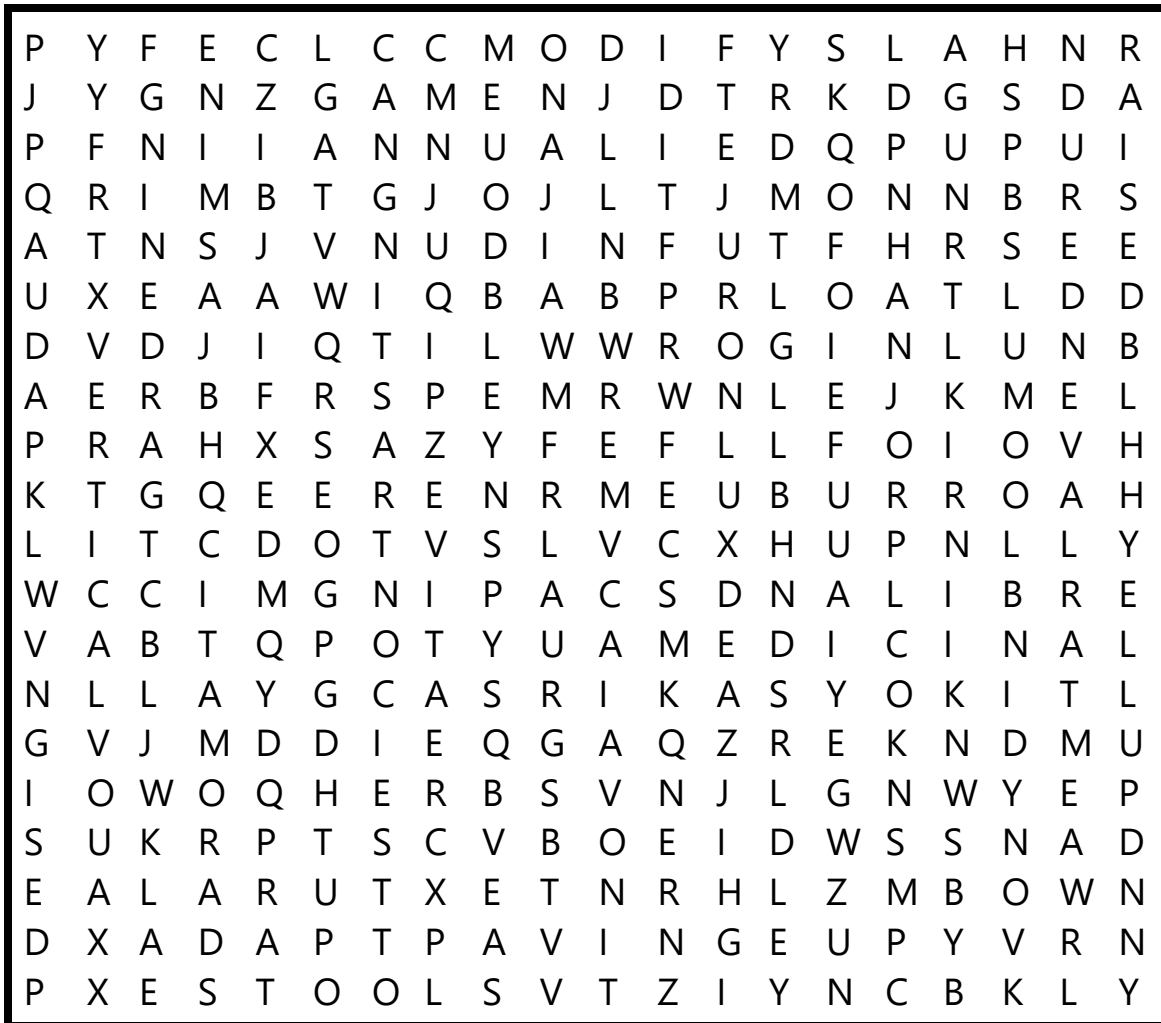 P Y F E C L C C M O D I F Y S L A H N R
J Y G N Z G A M E N J D T R K D G S D A
P F N I I A N N U A L I E D Q P U P U I
Q R I M B T G J O J L T J M O N N B R S
A T N S J V N U D I N F U T F H R S E E
U X E A A W I Q B A B P R L O A T L D D
D V D J I Q T I L W W R O G I N L U N B
A E R B F R S P E M R W N L E J K M E L
P R A H X S A Z Y F E F L L F O I O V H
K T G Q E E R E N R M E U B U R R O A H
L I T C D O T V S L V C X H U P N L L Y
W C C I M G N I P A C S D N A L I B R E
V A B T Q P O T Y U A M E D I C I N A L
N L L A Y G C A S R I K A S Y O K I T L
G V J M D D I E Q G A Q Z R E K N D M U
I O W O Q H E R B S V N J L G N W Y E P
S U K R P T S C V B O E I D W S S N A D
E A L A R U T X E T N R H L Z M B O W N
D X A D A P T P A V I N G E U P Y V R N
P X E S T O O L S V T Z I Y N C B K L Y